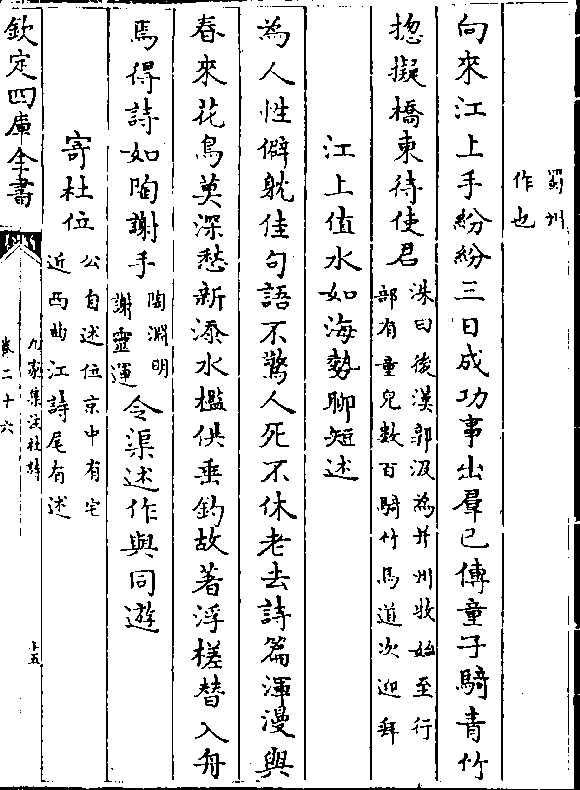 蜀州
作也
向來江上手紛紛三日成功事出羣已傳童子騎青竹
揔擬橋東待使君
洙曰後漢郭汲為并州牧始至行
部有童兒數百騎竹馬道次迎拜
江上值水如海勢聊短述
為人性僻躭佳句語不驚人死不休老去詩篇渾漫與
春來花鳥莫深愁新添水檻供垂釣故著浮槎替入舟
焉得詩如陶謝手
陶淵明
謝靈運
令渠述作與同遊
寄杜位
公自述位京中有宅
近西曲江詩尾有述
欽定四庫全書
九家集注杜詩
卷二十六
十五